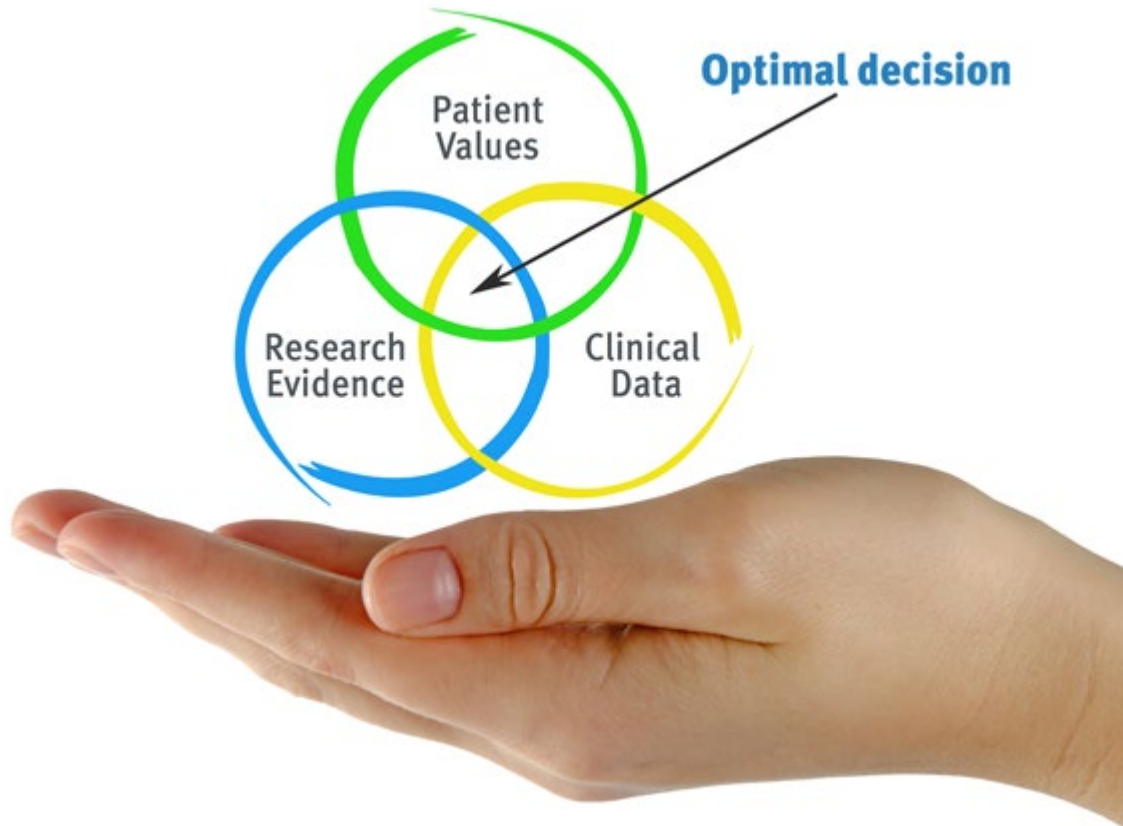 Optimal decision
Patient
Values
Research
Evidence
Clinical
Data